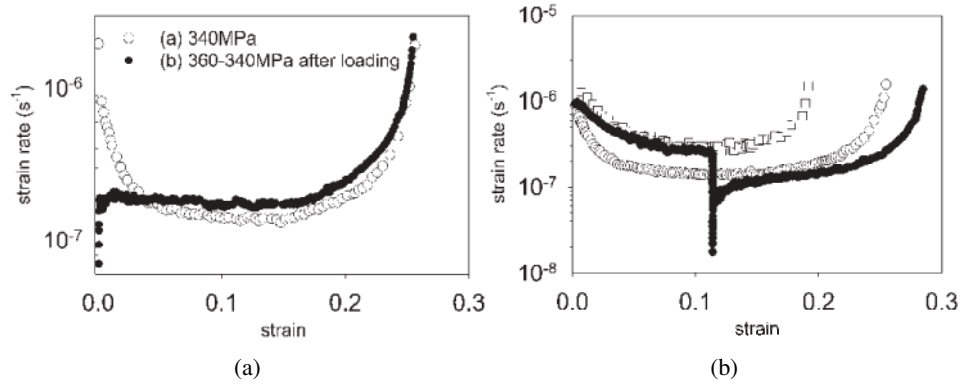 (a) 340MPa
(b) 360-340MPa after loading
10-6
10-7
strain rate (s-1)
0.0 0.1 0.2 0.3
strain
(a)
10-5
10-6
10-7
10-8
strain rate (s-1)
0.0 0.1 0.2 0.3
strain
(b)